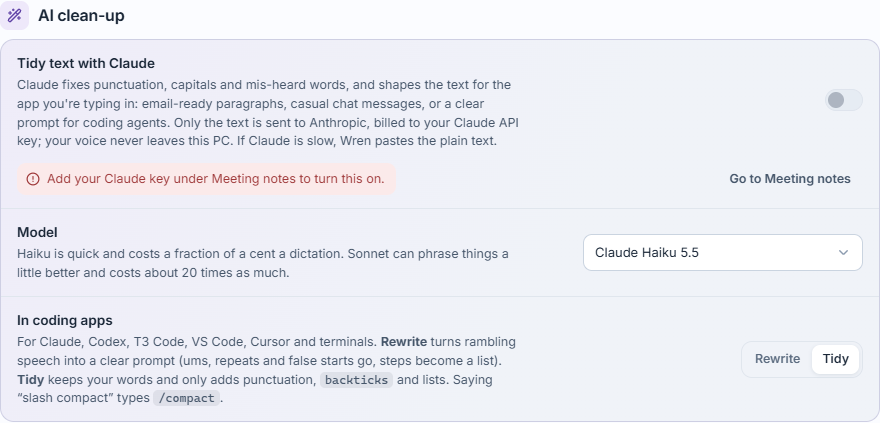 AI clean-up
Tidy text with Claude
Claude fixes punctuation, capitals and mis-heard words, and shapes the text for the
app you're typing in: email-ready paragraphs, casual chat messages, or a clear
prompt for coding agents. Only the text is sent to Anthropic, billed to your Claude API
key; your voice never leaves this PC. If Claude is slow, Wren pastes the plain text.
Add your Claude key under Meeting notes to turn this on.
Go to Meeting notes
Model
Haiku is quick and costs a fraction of a cent a dictation. Sonnet can phrase things a
little better and costs about 20 times as much.
Claude Haiku 5.5
In coding apps
For Claude, Codex, T3 Code, VS Code, Cursor and terminals. Rewrite turns rambling
speech into a clear prompt (ums, repeats and false starts go, steps become a list).
Tidy keeps your words and only adds punctuation, backticks and lists. Saying
“slash compact” types /compact.
Rewrite Tidy